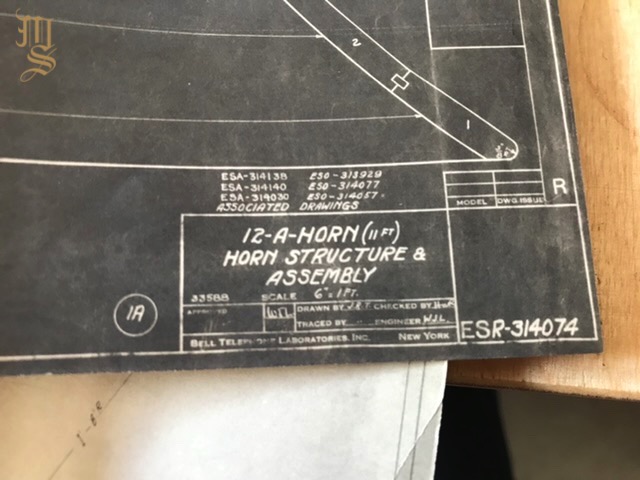 MS
2
1
ESA-314138 ESO-313929
ESA-314140 ESO-314077
ESA-314030 ESO-314057
ASSOCIATED DRAWINGS
MODEL DWG. ISSUE
R
12-A-HORN (11 FT)
HORN STRUCTURE &
ASSEMBLY
33588 SCALE 6"=1 FT.
APPROVED DRAWN BY J.R.T. CHECKED BY
TRACED BY ENGINEER
BELL TELEPHONE LABORATORIES, INC. NEW YORK
ESR-314074
1A